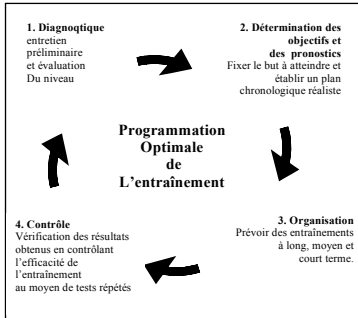 1. Diagnoqtique
entretien
préliminaire
et évaluation
Du niveau
2. Détermination des
objectifs et
des pronostics
Fixer le but à atteindre et
établir un plan
chronologique réaliste
Programmation
Optimale
de
L'entraînement
4. Contrôle
Vérification des résultats
obtenus en contrôlant
l'efficacité de
l'entraînement
au moyen de tests répétés
3. Organisation
Prévoir des entraînements
à long, moyen et
court terme.